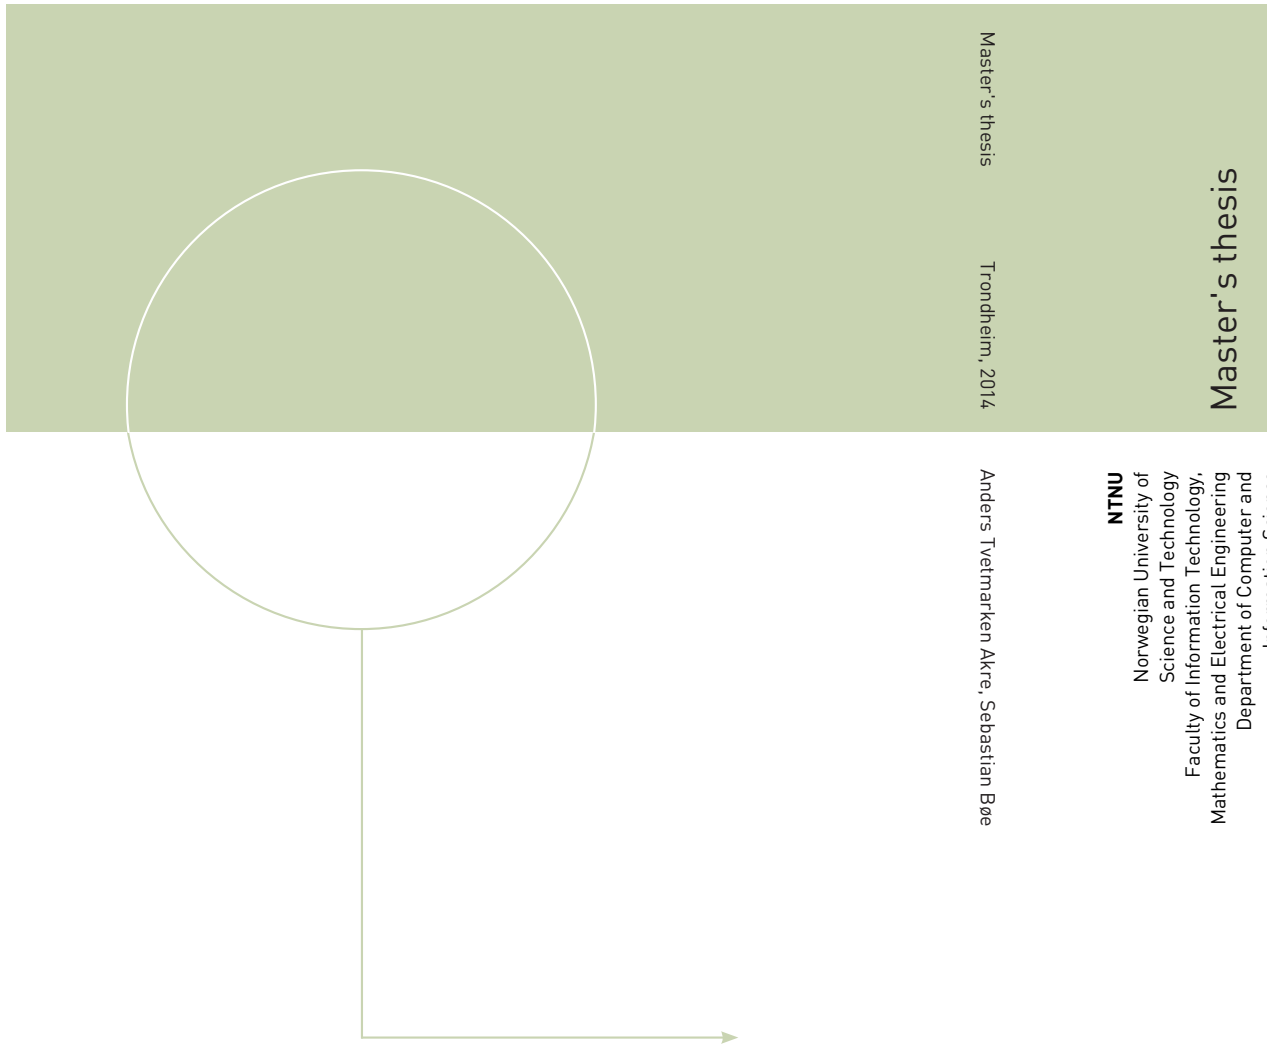 Master's thesis
Trondheim, 2014
Anders Tvetmarken Akre, Sebastian Bøe
Master's thesis
NTNU
Norwegian University of
Science and Technology
Faculty of Information Technology,
Mathematics and Electrical Engineering
Department of Computer and